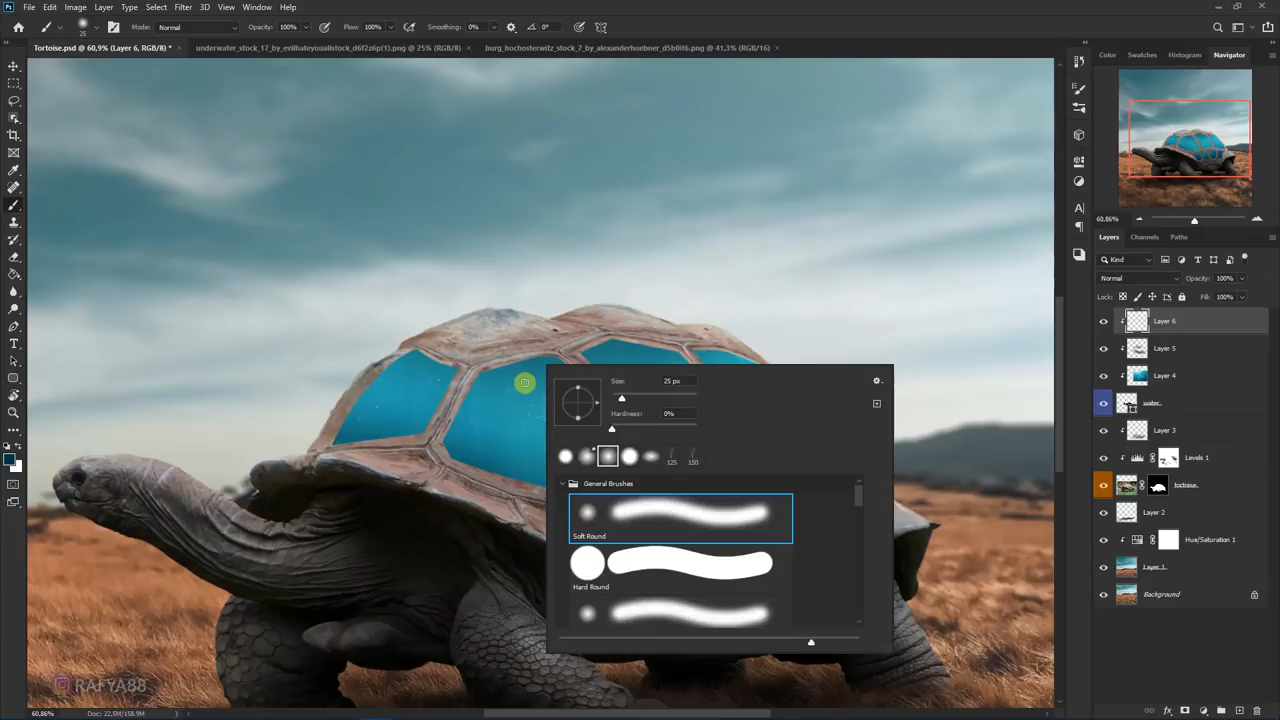 Ps File Edit Image Layer Type Select Filter 3D View Window Help
25 Mode: Normal Opacity: 100% Flow: 100% Smoothing: 0% 0°
Tortoise.psd @ 60,9% (Layer 6, RGB/8) * × underwater_stock_17_by_evilhateyouallstock_d6f2z6p(1).png @ 25% (RGB/8) × burg_hochosterwitz_stock_7_by_alexanderhuebner_d5b0it6.png @ 41,3% (RGB/16) ×
Color Swatches Histogram Navigator
60.86%
Layers Channels Paths
Kind
Normal Opacity: 100%
Lock: Fill: 100%
Layer 6
Layer 5
Layer 4
water
Layer 3
Levels 1
tortoise
Layer 2
Hue/Saturation 1
Layer 1
Background
Size: 25 px
Hardness: 0%
125 150
General Brushes
Soft Round
Hard Round
RAFYA88
60,86% Doc: 22,5M/158.9M